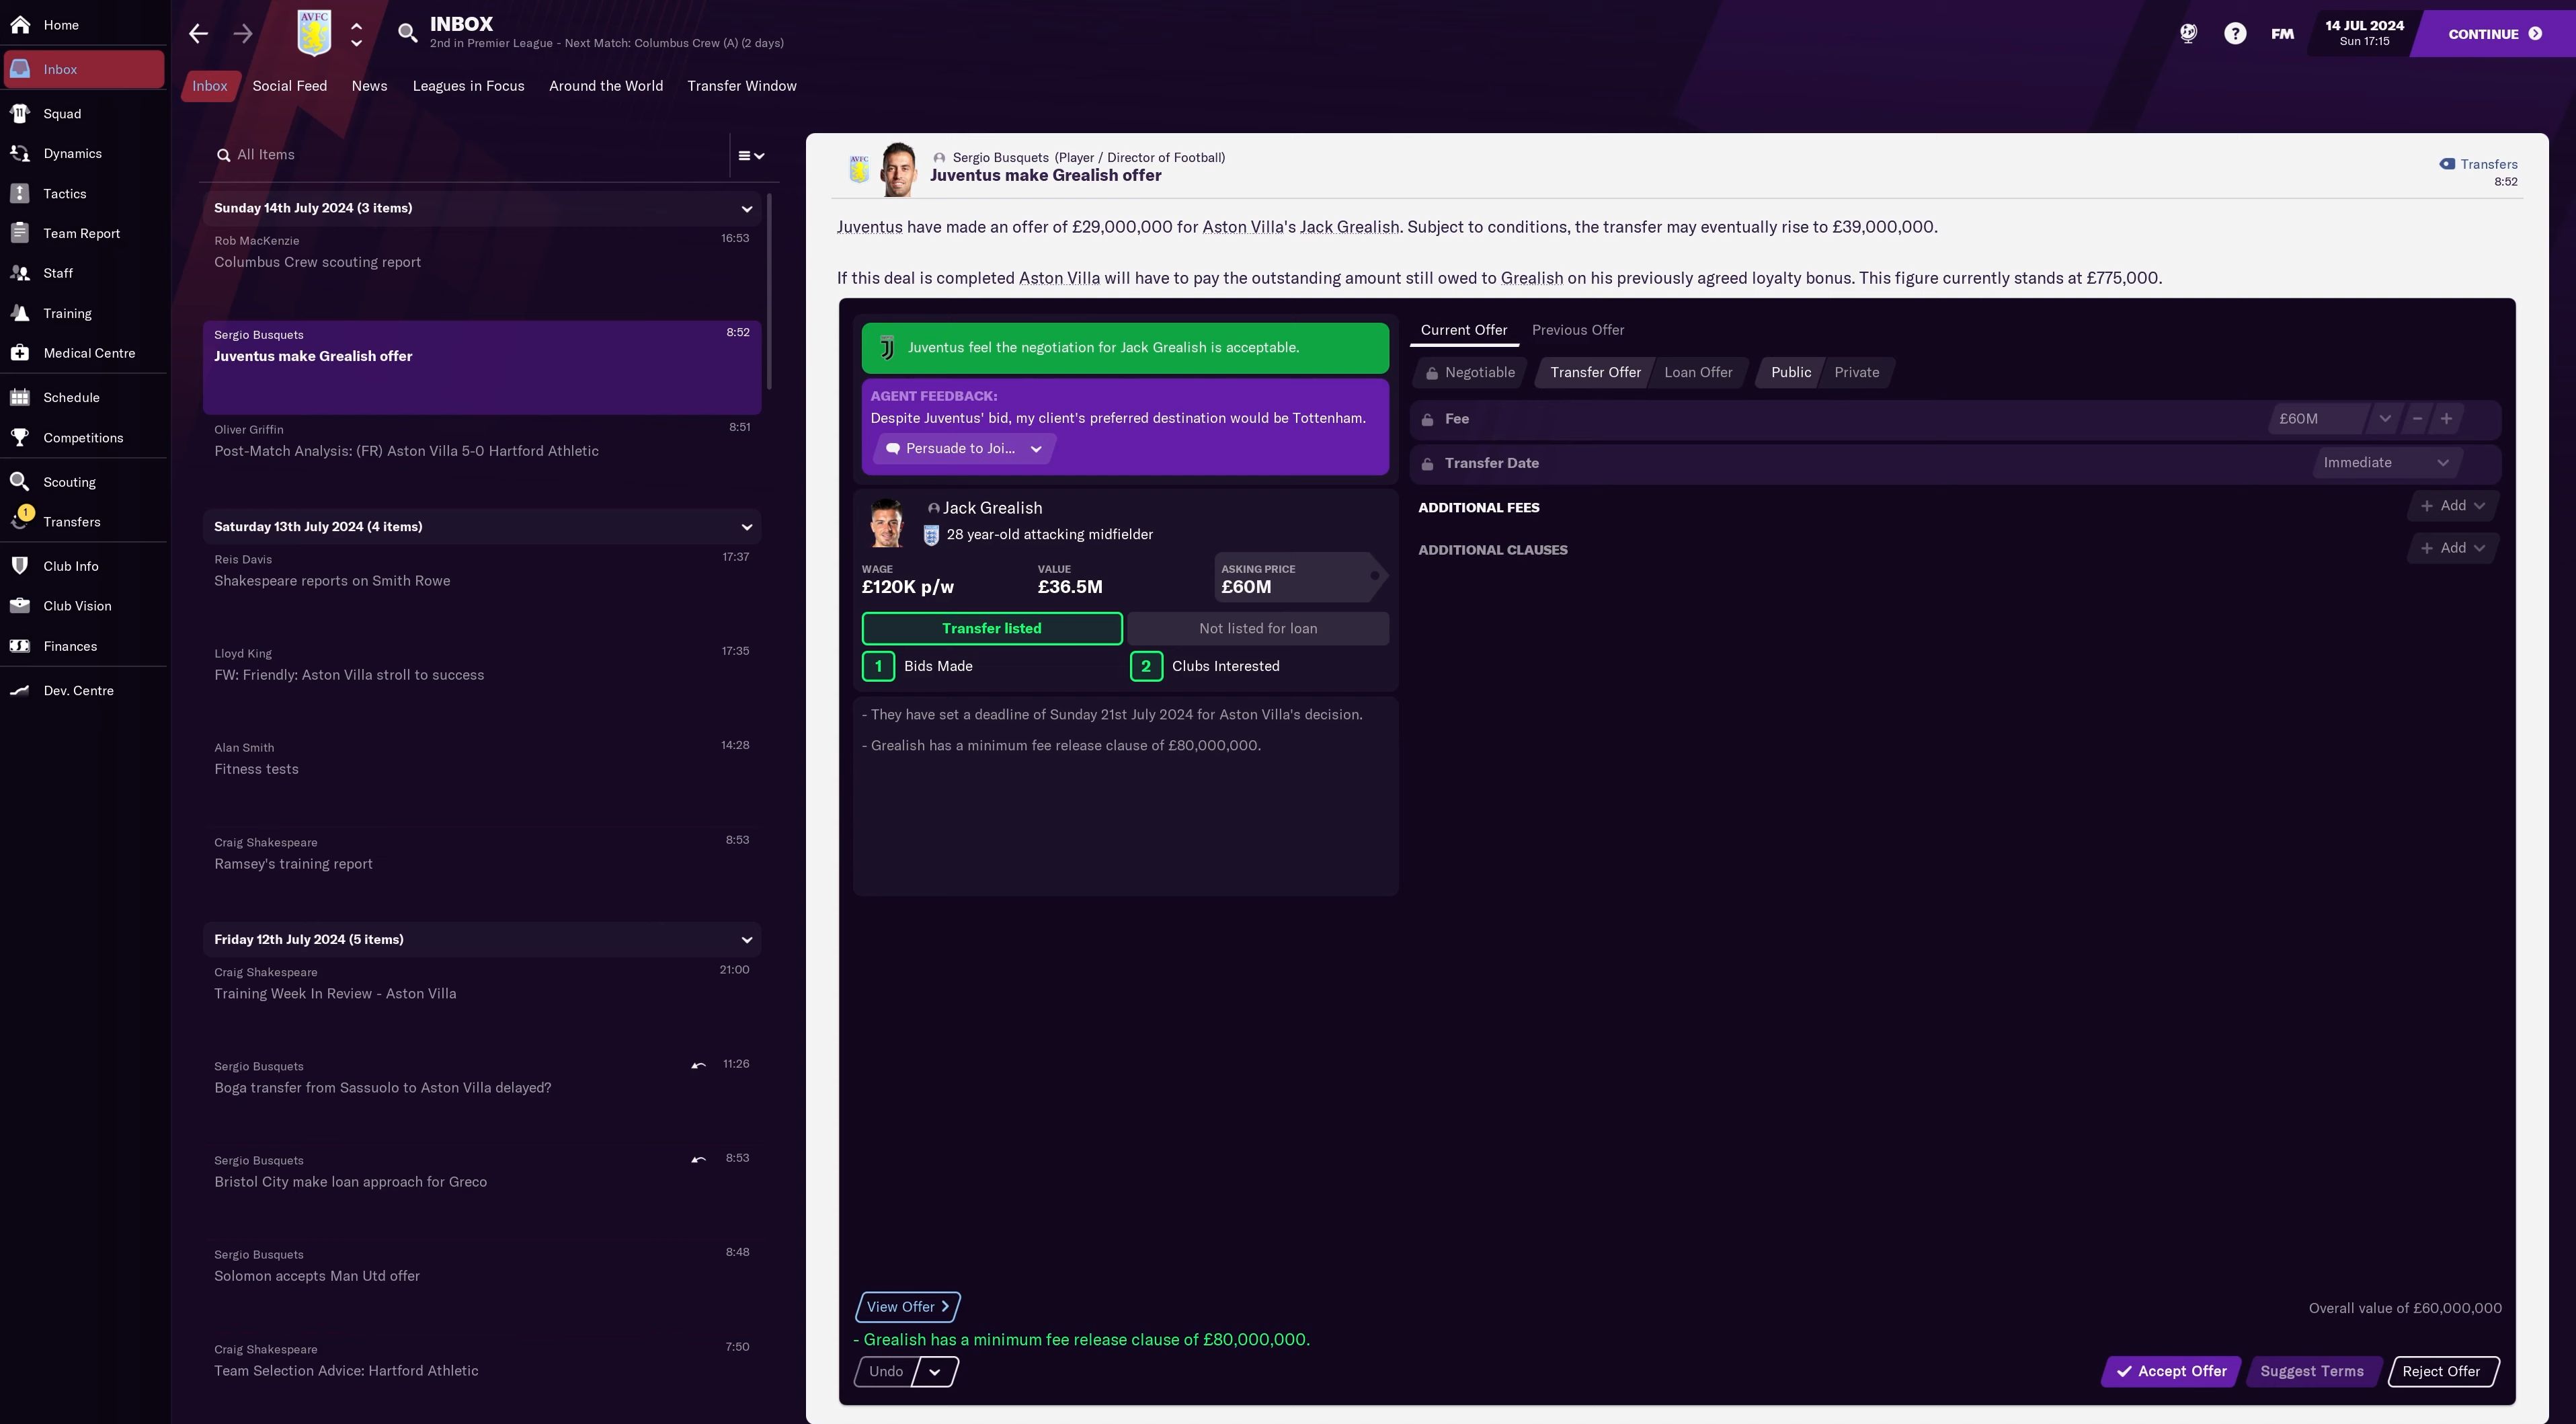 Home
Inbox
Squad
Dynamics
Tactics
Team Report
Staff
Training
Medical Centre
Schedule
Competitions
Scouting
1
Transfers
Club Info
Club Vision
Finances
Dev. Centre
AVFC
INBOX
2nd in Premier League - Next Match: Columbus Crew (A) (2 days)
?
FM
14 JUL 2024
Sun 17:15
CONTINUE
Inbox
Social Feed
News
Leagues in Focus
Around the World
Transfer Window
All Items
Sunday 14th July 2024 (3 items)
Rob MacKenzie
16:53
Columbus Crew scouting report
Sergio Busquets
8:52
Juventus make Grealish offer
Oliver Griffin
8:51
Post-Match Analysis: (FR) Aston Villa 5-0 Hartford Athletic
Saturday 13th July 2024 (4 items)
Reis Davis
17:37
Shakespeare reports on Smith Rowe
Lloyd King
17:35
FW: Friendly: Aston Villa stroll to success
Alan Smith
14:28
Fitness tests
Craig Shakespeare
8:53
Ramsey's training report
Friday 12th July 2024 (5 items)
Craig Shakespeare
21:00
Training Week In Review - Aston Villa
Sergio Busquets
11:26
Boga transfer from Sassuolo to Aston Villa delayed?
Sergio Busquets
8:53
Bristol City make loan approach for Greco
Sergio Busquets
8:48
Solomon accepts Man Utd offer
Craig Shakespeare
7:50
Team Selection Advice: Hartford Athletic
AVFC
Sergio Busquets (Player / Director of Football)
Juventus make Grealish offer
Transfers
8:52
Juventus have made an offer of £29,000,000 for Aston Villa's Jack Grealish. Subject to conditions, the transfer may eventually rise to £39,000,000.
If this deal is completed Aston Villa will have to pay the outstanding amount still owed to Grealish on his previously agreed loyalty bonus. This figure currently stands at £775,000.
Juventus feel the negotiation for Jack Grealish is acceptable.
AGENT FEEDBACK:
Despite Juventus' bid, my client's preferred destination would be Tottenham.
Persuade to Joi...
Jack Grealish
28 year-old attacking midfielder
WAGE
£120K p/w
VALUE
£36.5M
ASKING PRICE
£60M
Transfer listed
Not listed for loan
1
Bids Made
2
Clubs Interested
- They have set a deadline of Sunday 21st July 2024 for Aston Villa's decision.
- Grealish has a minimum fee release clause of £80,000,000.
Current Offer
Previous Offer
Negotiable
Transfer Offer
Loan Offer
Public
Private
Fee
£60M
Transfer Date
Immediate
ADDITIONAL FEES
+ Add
ADDITIONAL CLAUSES
+ Add
View Offer
Overall value of £60,000,000
- Grealish has a minimum fee release clause of £80,000,000.
Undo
Accept Offer
Suggest Terms
Reject Offer